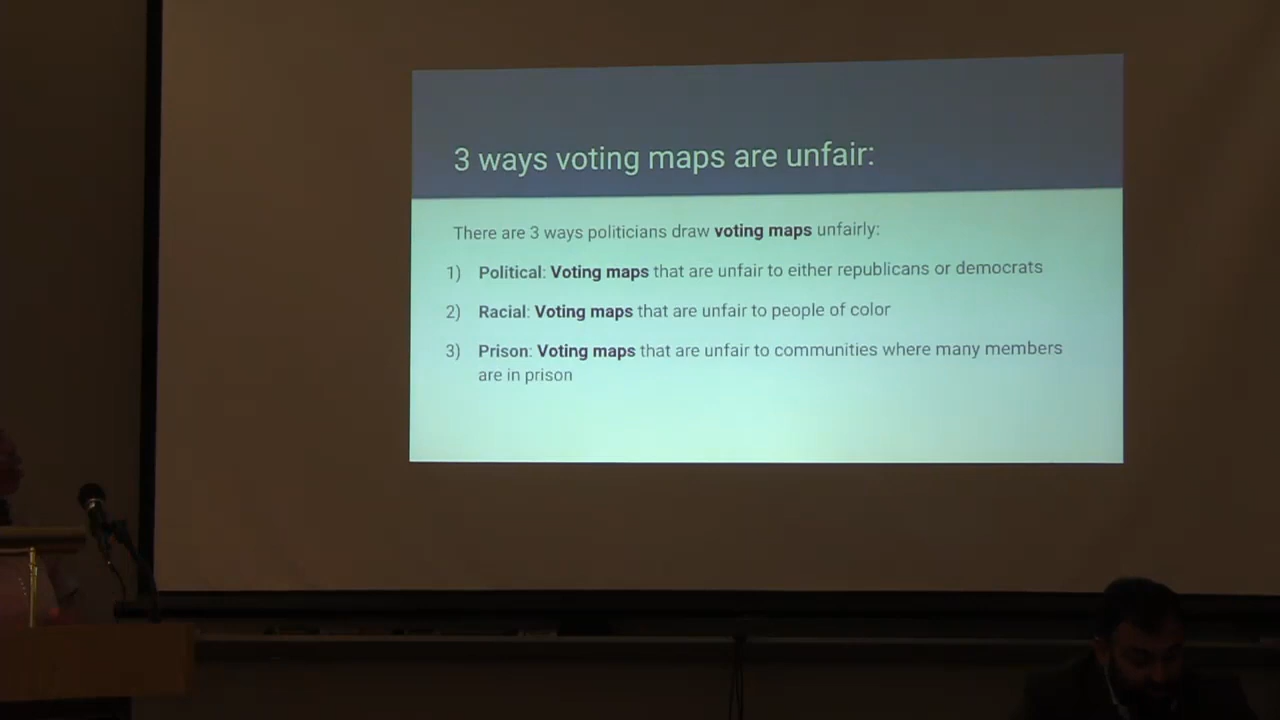 3 ways voting maps are unfair:
There are 3 ways politicians draw voting maps unfairly:
1) Political: Voting maps that are unfair to either republicans or democrats
2) Racial: Voting maps that are unfair to people of color
3) Prison: Voting maps that are unfair to communities where many members
are in prison